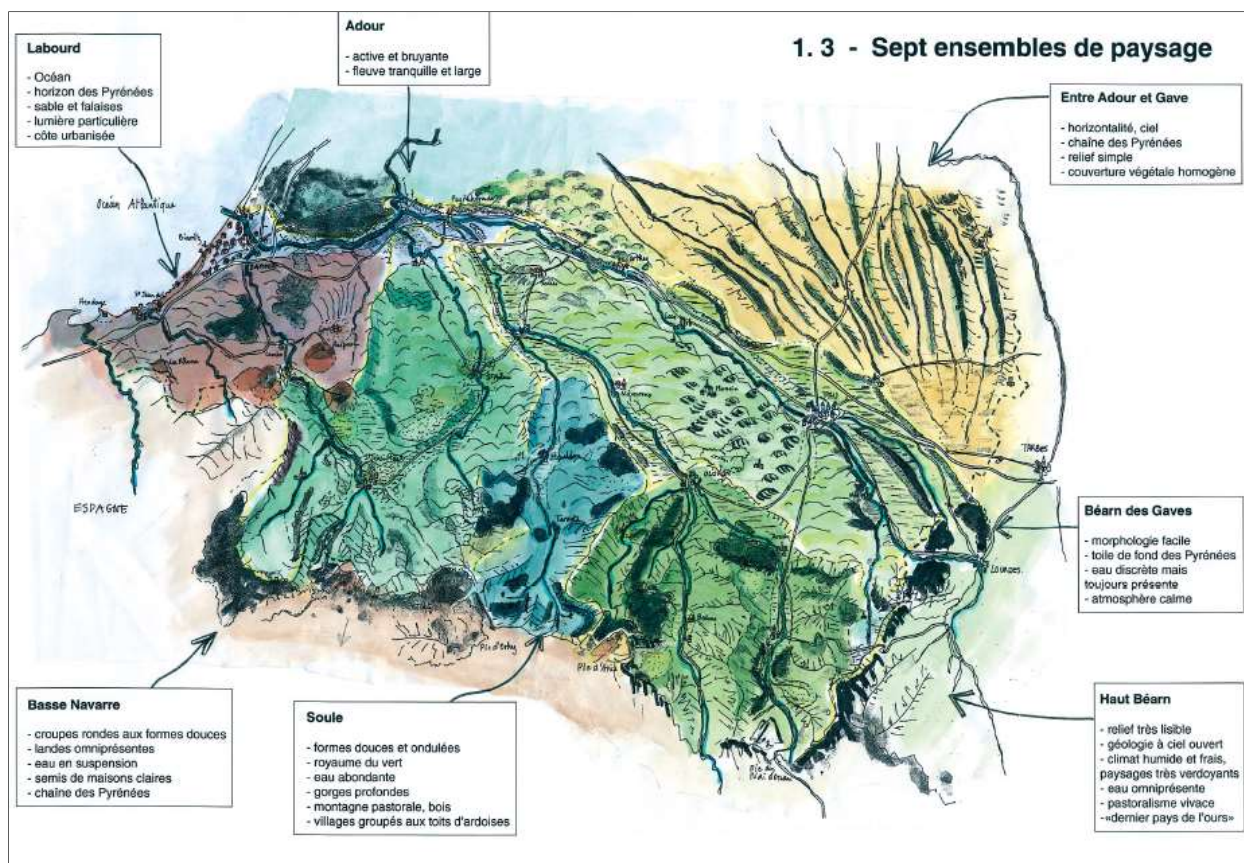 1. 3 - Sept ensembles de paysage
Labourd
- Océan
- horizon des Pyrénées
- sable et falaises
- lumière particulière
- côte urbanisée
Adour
- active et bruyante
- fleuve tranquille et large
Entre Adour et Gave
- horizontalité, ciel
- chaîne des Pyrénées
- relief simple
- couverture végétale homogène
Océan Atlantique
Hendaye
ESPAGNE
TARBES
LOURDES
Pic d'Anie
Béarn des Gaves
- morphologie facile
- toile de fond des Pyrénées
- eau discrète mais
toujours présente
- atmosphère calme
Basse Navarre
- croupes rondes aux formes douces
- landes omniprésentes
- eau en suspension
- semis de maisons claires
- chaîne des Pyrénées
Soule
- formes douces et ondulées
- royaume du vert
- eau abondante
- gorges profondes
- montagne pastorale, bois
- villages groupés aux toits d'ardoises
Haut Béarn
- relief très lisible
- géologie à ciel ouvert
- climat humide et frais,
paysages très verdoyants
- eau omniprésente
- pastoralisme vivace
-«dernier pays de l'ours»